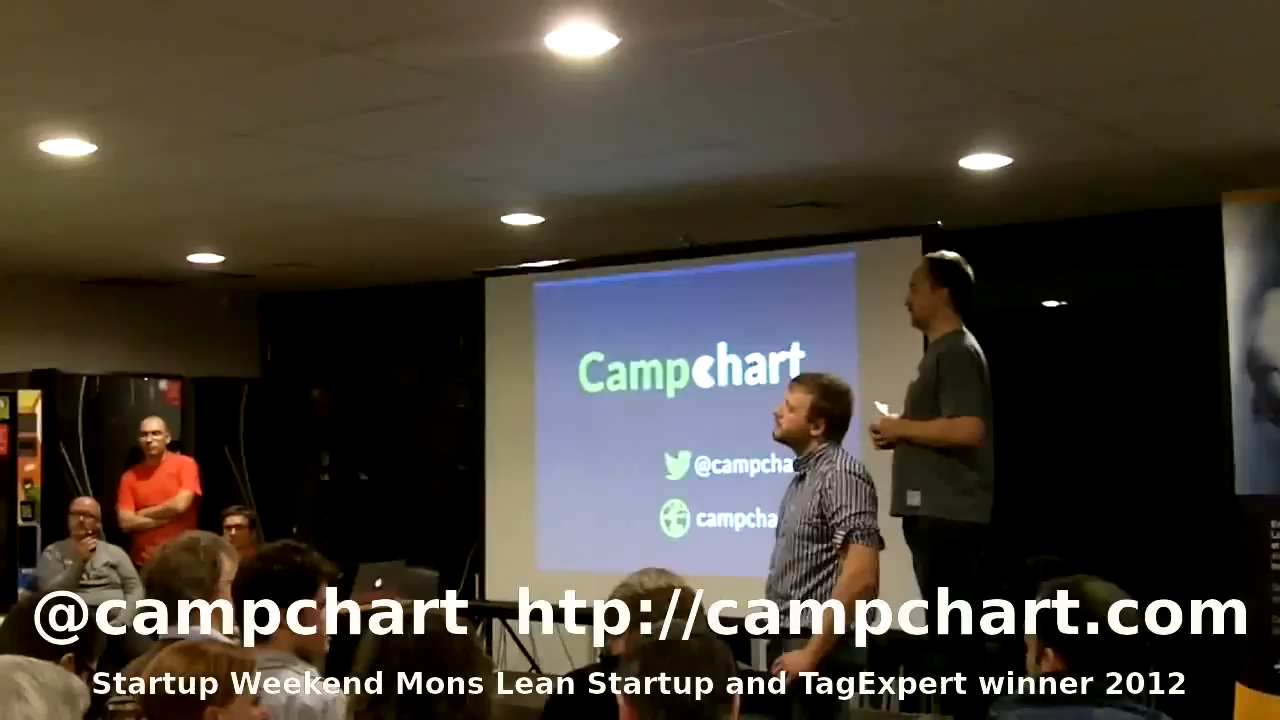 Campchart
@campcha
campcha
@campchart htp://campchart.com
Startup Weekend Mons Lean Startup and TagExpert winner 2012